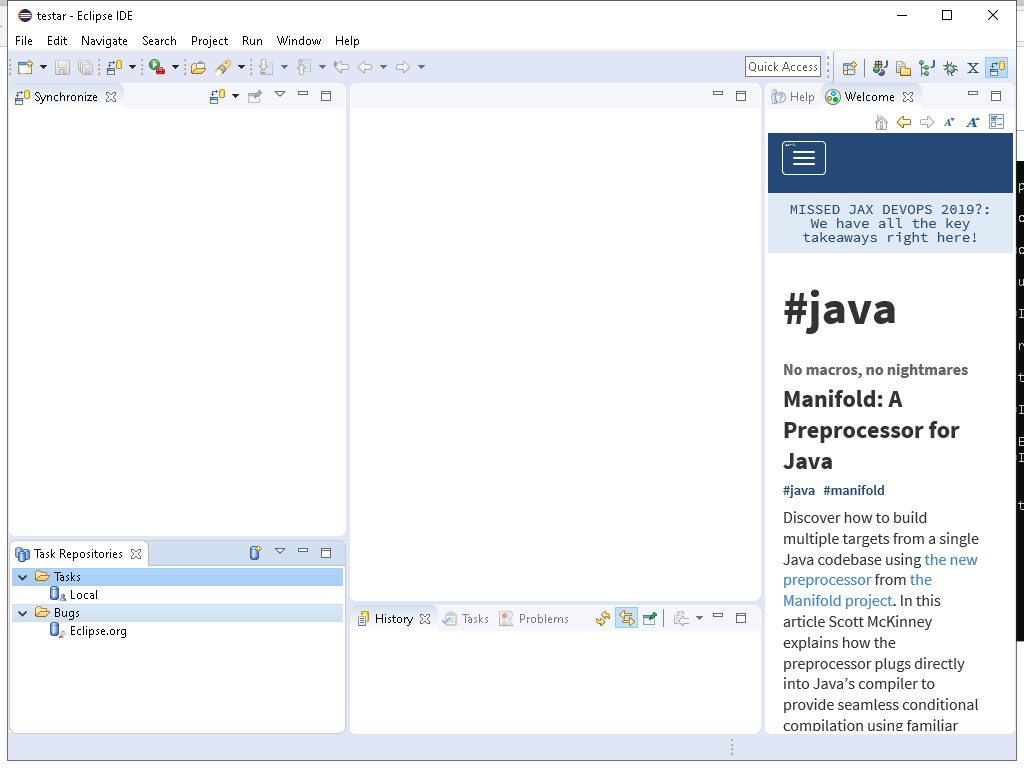 testar - Eclipse IDE
File Edit Navigate Search Project Run Window Help
Quick Access
Synchronize
Help Welcome
MISSED JAX DEVOPS 2019?:
We have all the key
takeaways right here!
#java
No macros, no nightmares
Manifold: A
Preprocessor for
Java
#java #manifold
Discover how to build
multiple targets from a single
Java codebase using the new
preprocessor from the
Manifold project. In this
article Scott McKinney
explains how the
preprocessor plugs directly
into Java’s compiler to
provide seamless conditional
compilation using familiar
Task Repositories
Tasks
Local
Bugs
Eclipse.org
History Tasks Problems